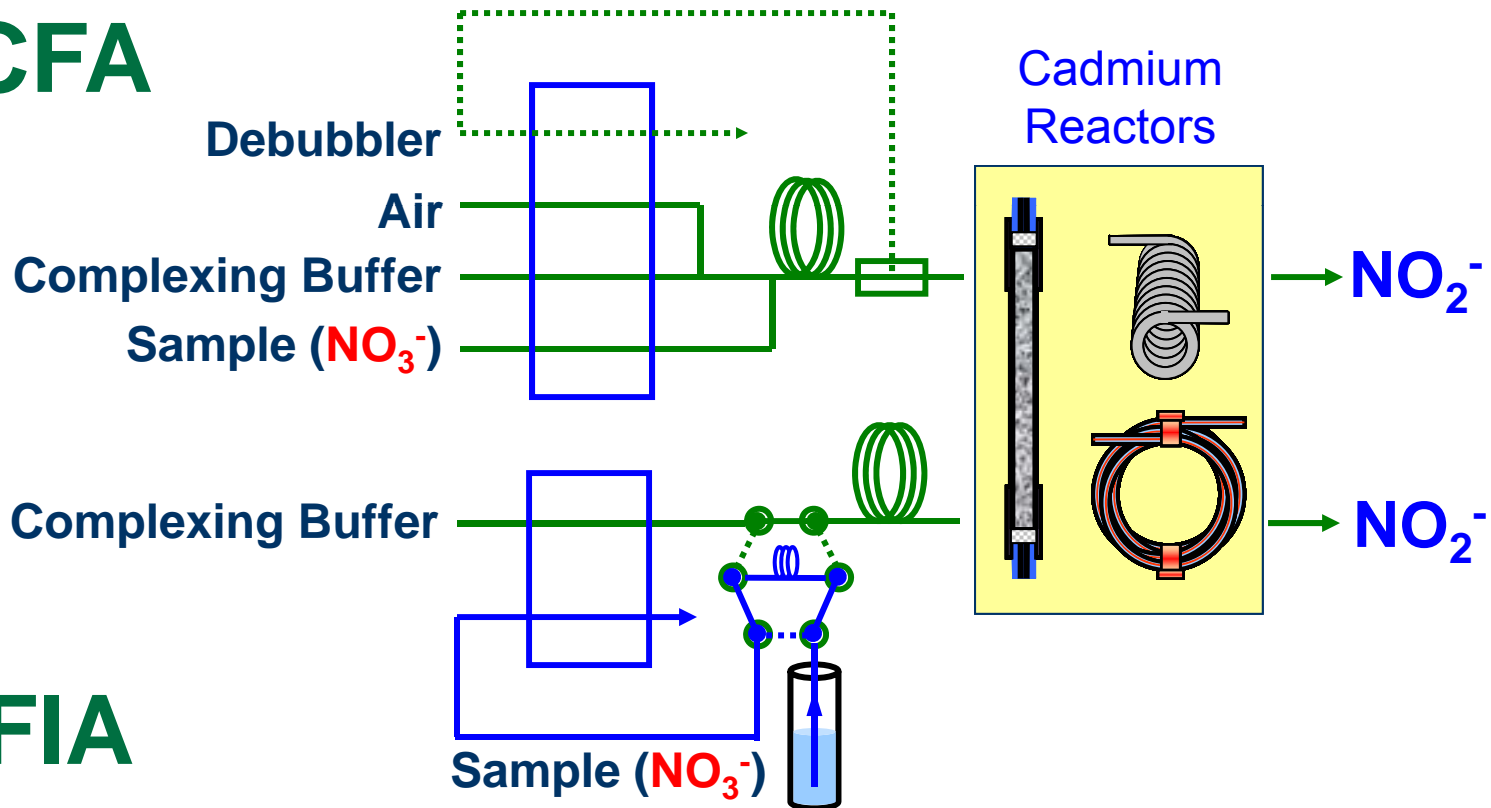 CFA
Cadmium
Reactors
Debubbler
Air
Complexing Buffer
Sample (NO₃⁻)
NO₂⁻
Complexing Buffer
NO₂⁻
FIA
Sample (NO₃⁻)